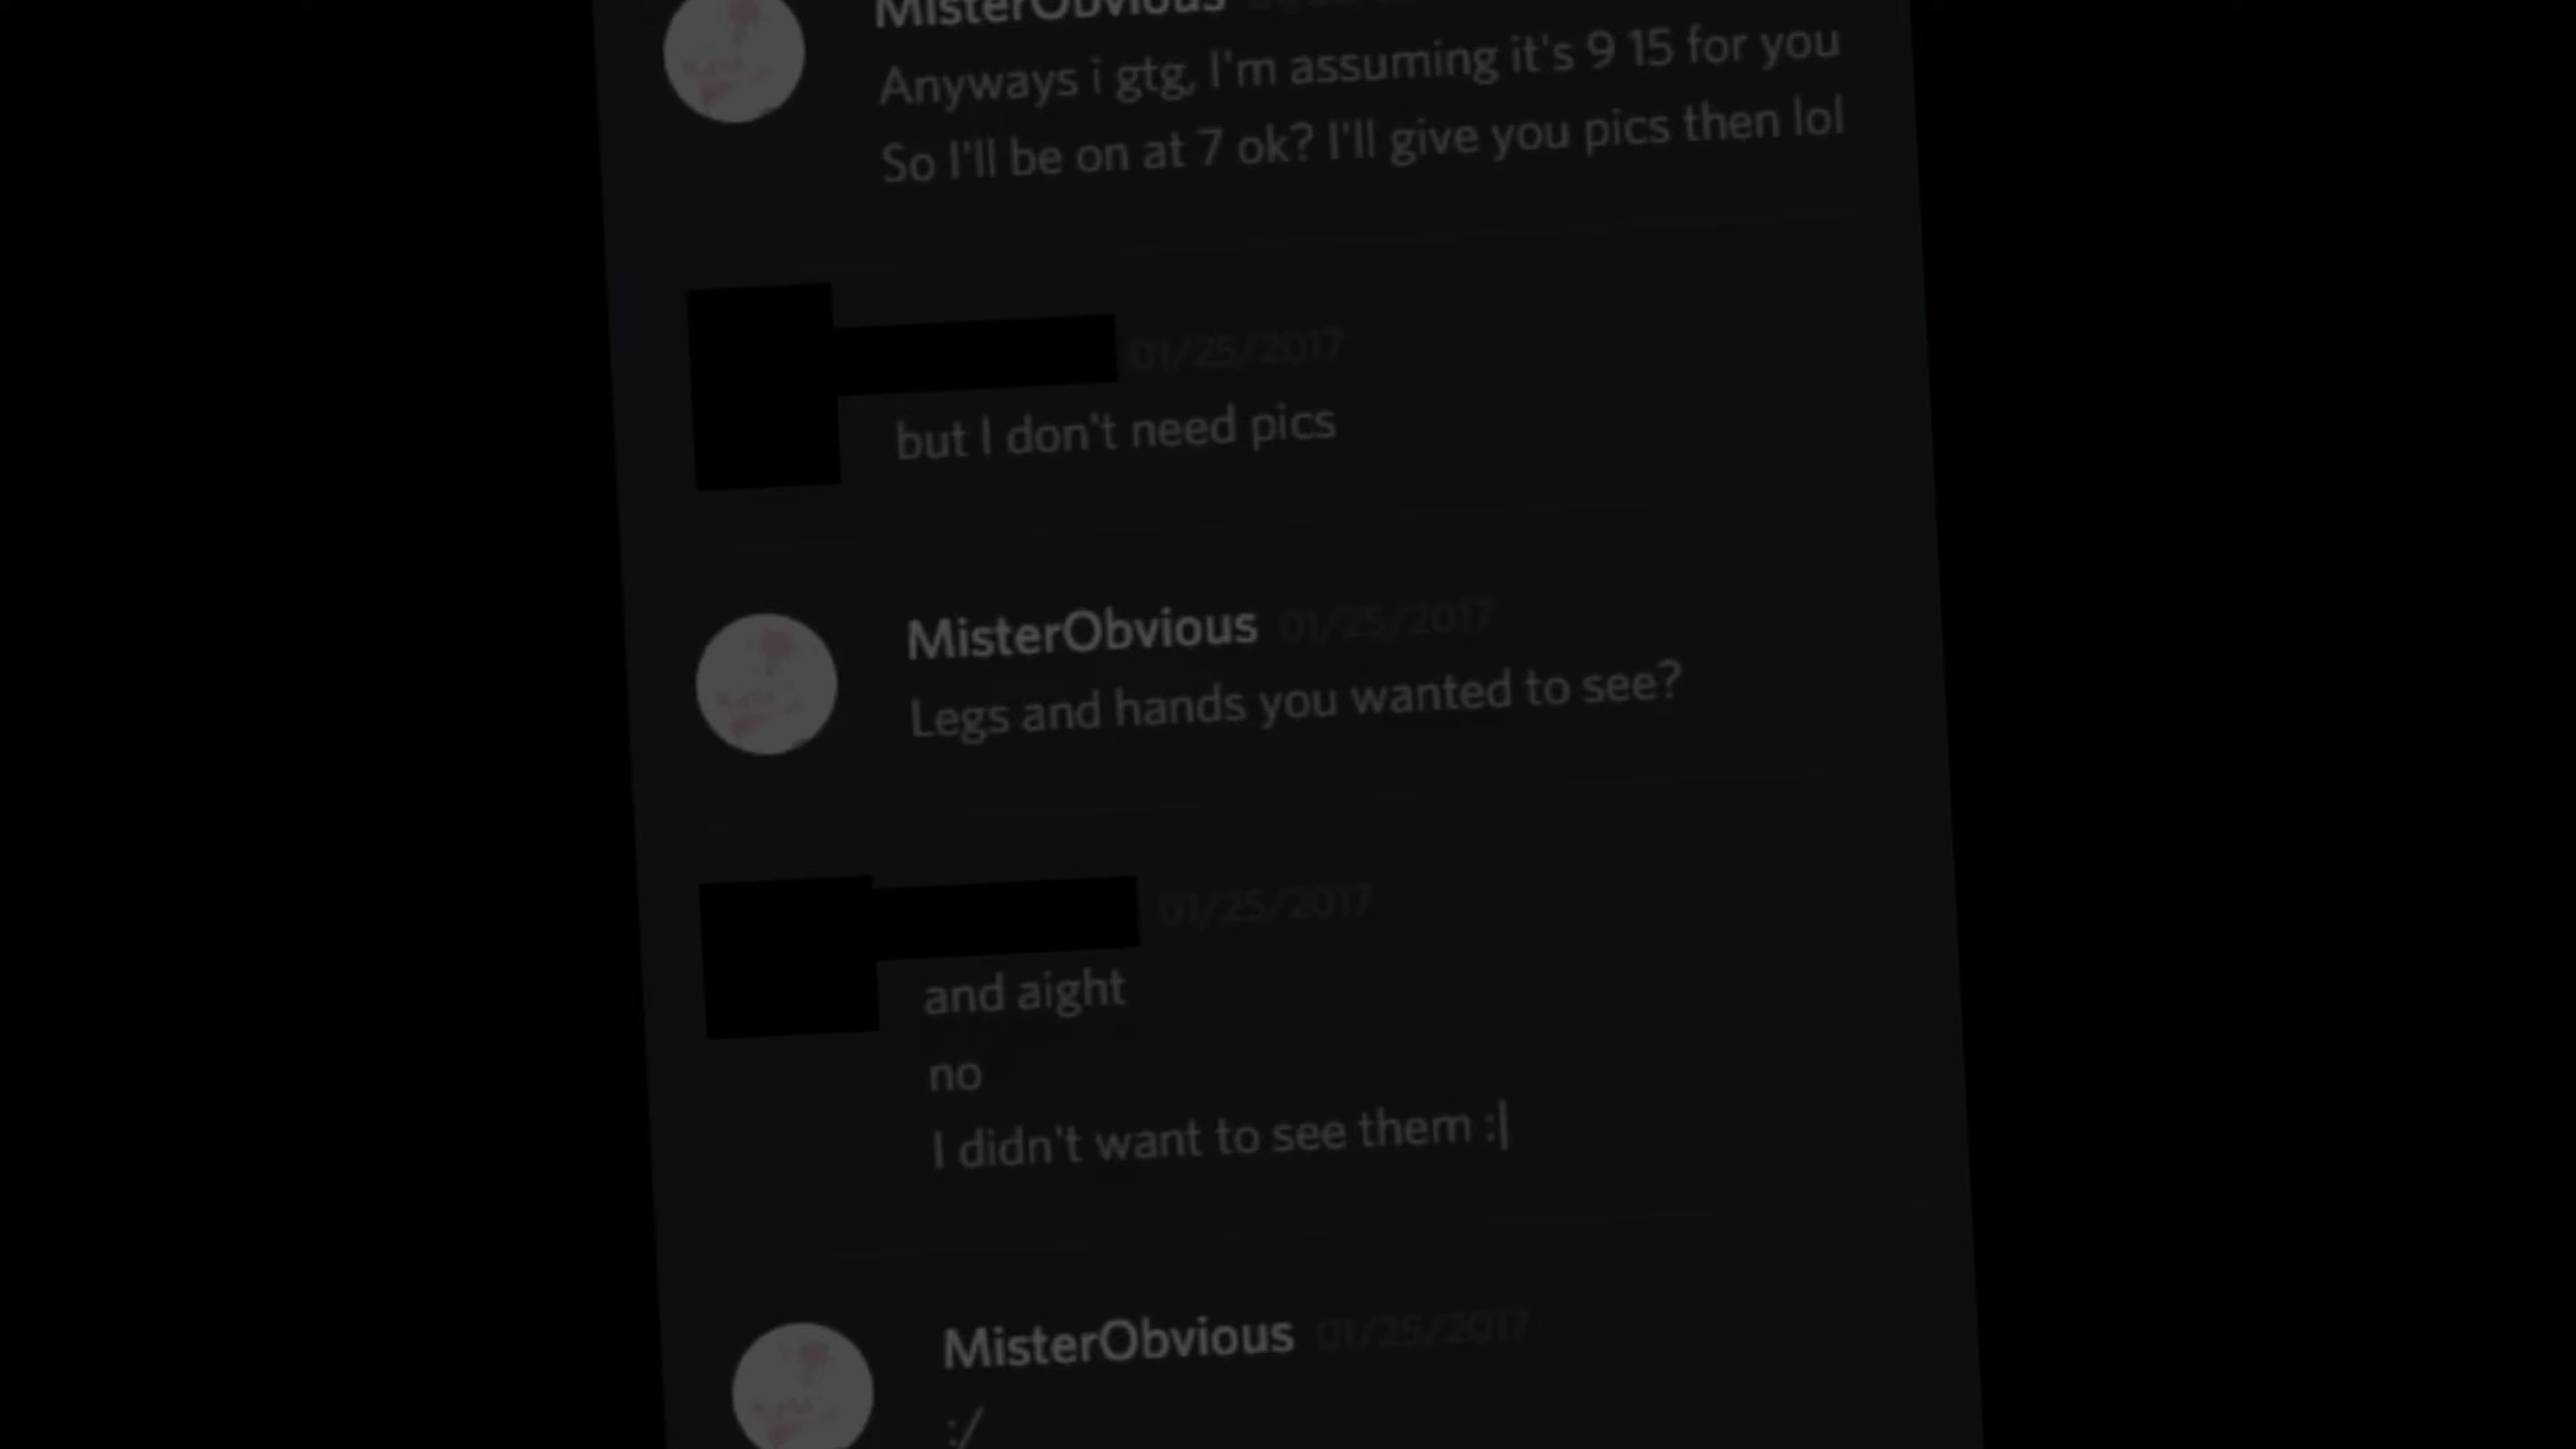 MisterObvious
Anyways i gtg, I'm assuming it's 9 15 for you
So I'll be on at 7 ok? I'll give you pics then lol
01/25/2017
but I don't need pics
MisterObvious 01/25/2017
Legs and hands you wanted to see?
01/25/2017
and aight
no
I didn't want to see them :|
MisterObvious 01/25/2017
:/